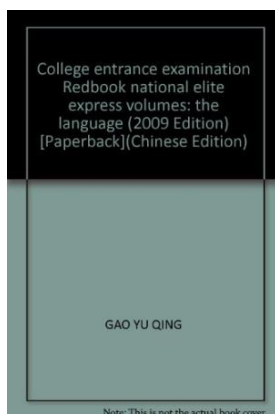 College entrance examination
Redbook national elite
express volumes: the
language (2009 Edition)
[Paperback](Chinese Edition)
GAO YU QING
Note: This is not the actual book cover